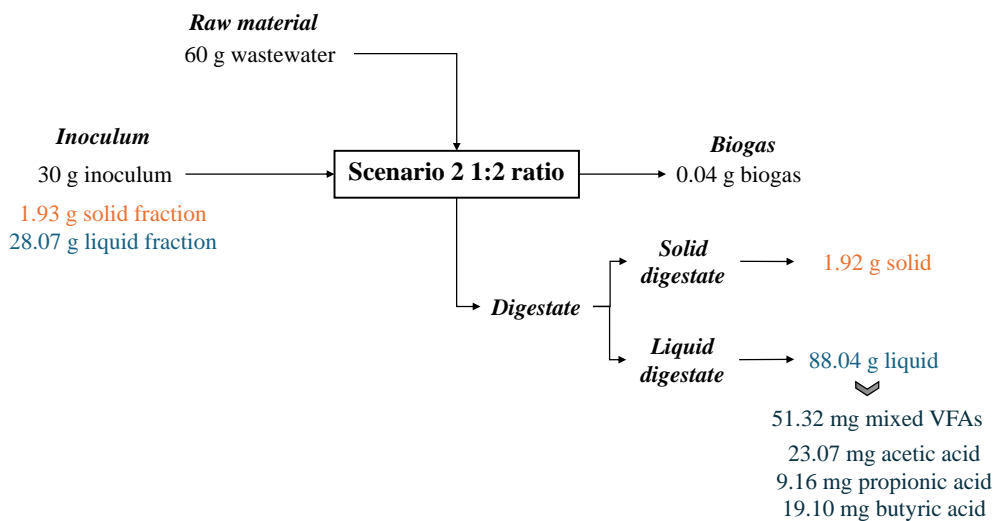 Raw material
60 g wastewater
Inoculum
30 g inoculum
1.93 g solid fraction
28.07 g liquid fraction
Scenario 2 1:2 ratio
Biogas
0.04 g biogas
Digestate
Solid
digestate
1.92 g solid
Liquid
digestate
88.04 g liquid
51.32 mg mixed VFAs
23.07 mg acetic acid
9.16 mg propionic acid
19.10 mg butyric acid